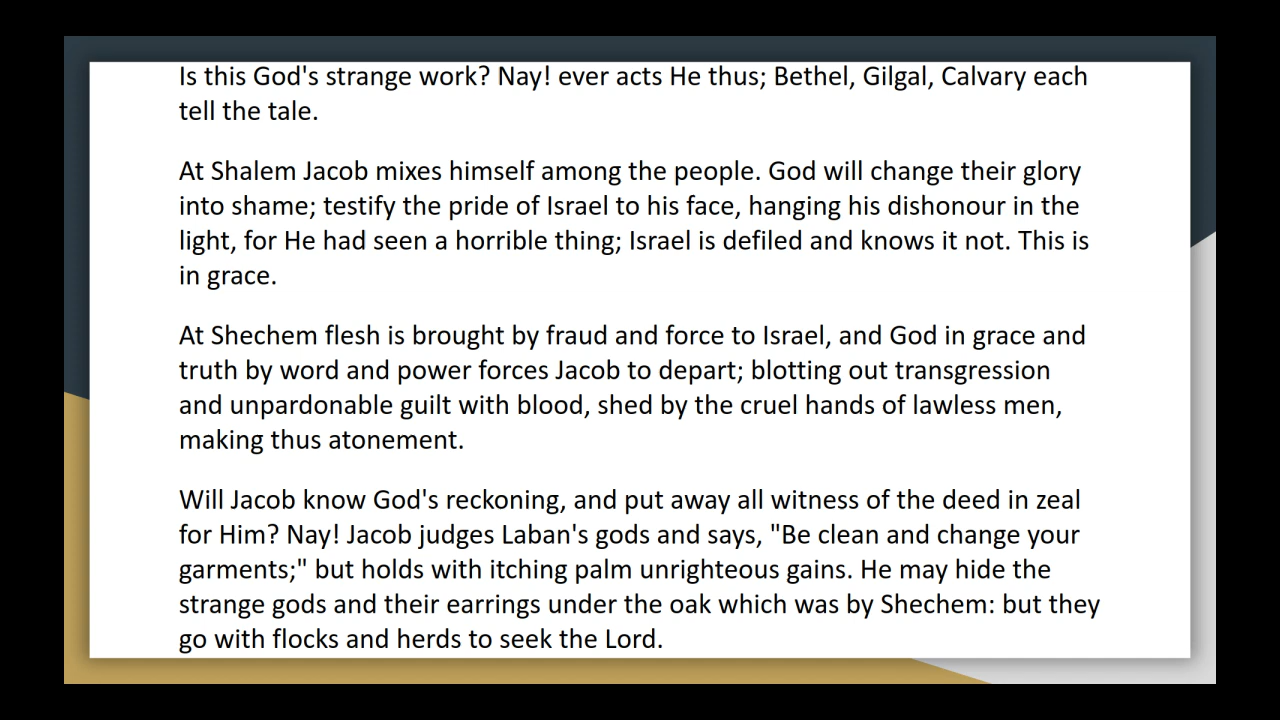 Is this God's strange work? Nay! ever acts He thus; Bethel, Gilgal, Calvary each
tell the tale.
At Shalem Jacob mixes himself among the people. God will change their glory
into shame; testify the pride of Israel to his face, hanging his dishonour in the
light, for He had seen a horrible thing; Israel is defiled and knows it not. This is
in grace.
At Shechem flesh is brought by fraud and force to Israel, and God in grace and
truth by word and power forces Jacob to depart; blotting out transgression
and unpardonable guilt with blood, shed by the cruel hands of lawless men,
making thus atonement.
Will Jacob know God's reckoning, and put away all witness of the deed in zeal
for Him? Nay! Jacob judges Laban's gods and says, "Be clean and change your
garments;" but holds with itching palm unrighteous gains. He may hide the
strange gods and their earrings under the oak which was by Shechem: but they
go with flocks and herds to seek the Lord.